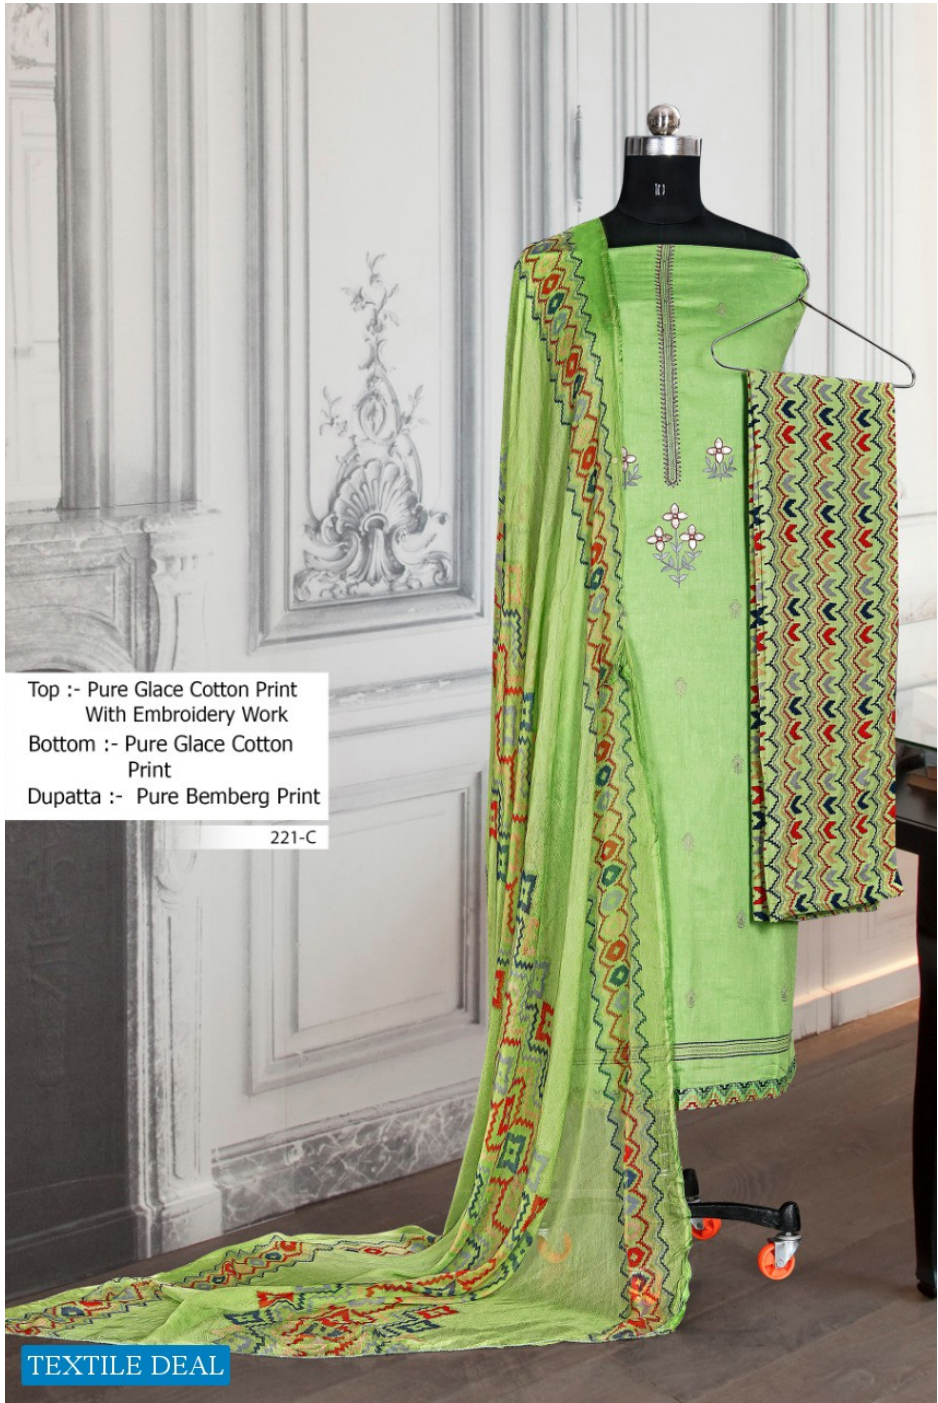 Top :- Pure Glace Cotton Print
With Embroidery Work
Bottom :- Pure Glace Cotton
Print
Dupatta :- Pure Bemberg Print
221-C
TEXTILE DEAL